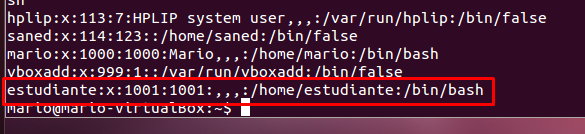 sh
hplip:x:113:7:HPLIP system user,,,:/var/run/hplip:/bin/false
saned:x:114:123::/home/saned:/bin/false
mario:x:1000:1000:Mario,,,:/home/mario:/bin/bash
vboxadd:x:999:1::/var/run/vboxadd:/bin/false
estudiante:x:1001:1001:,,,:/home/estudiante:/bin/bash
mario@mario-VirtualBox:~$